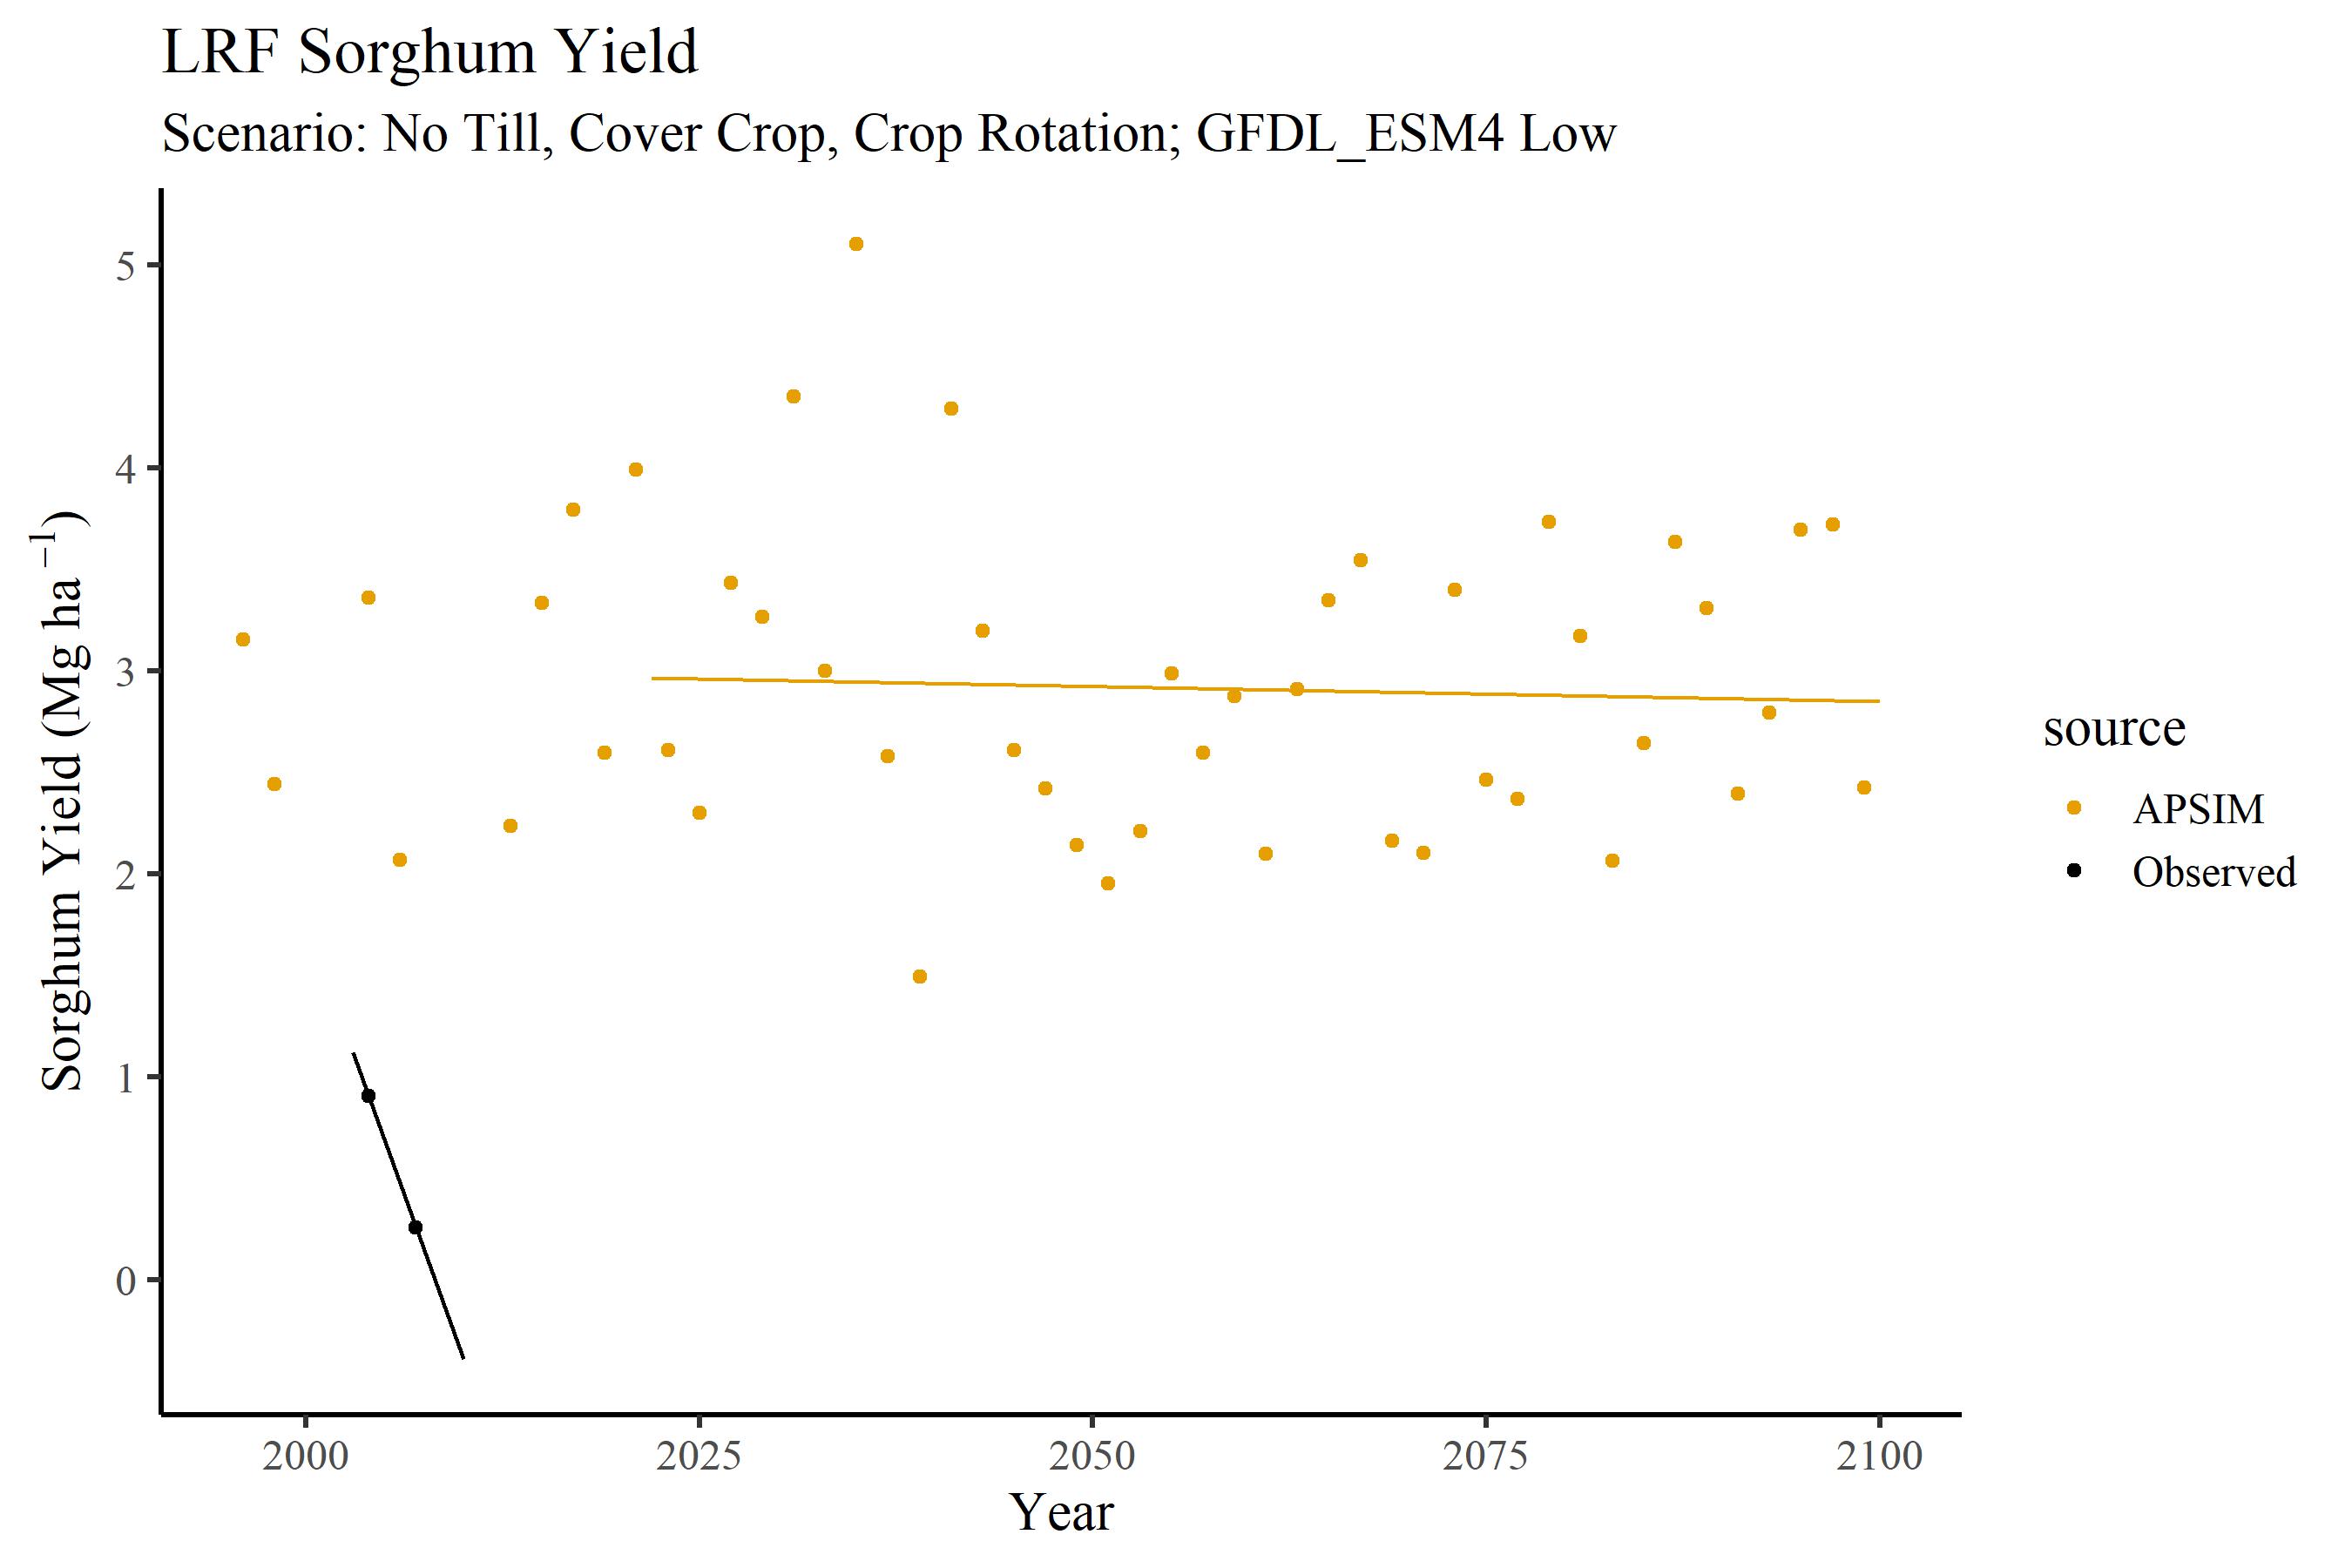 LRF Sorghum Yield
Scenario: No Till, Cover Crop, Crop Rotation; GFDL_ESM4 Low
Sorghum Yield (Mg ha⁻¹)
5
4
3
2
1
0
2000 2025 2050 2075 2100
Year
source
APSIM
Observed